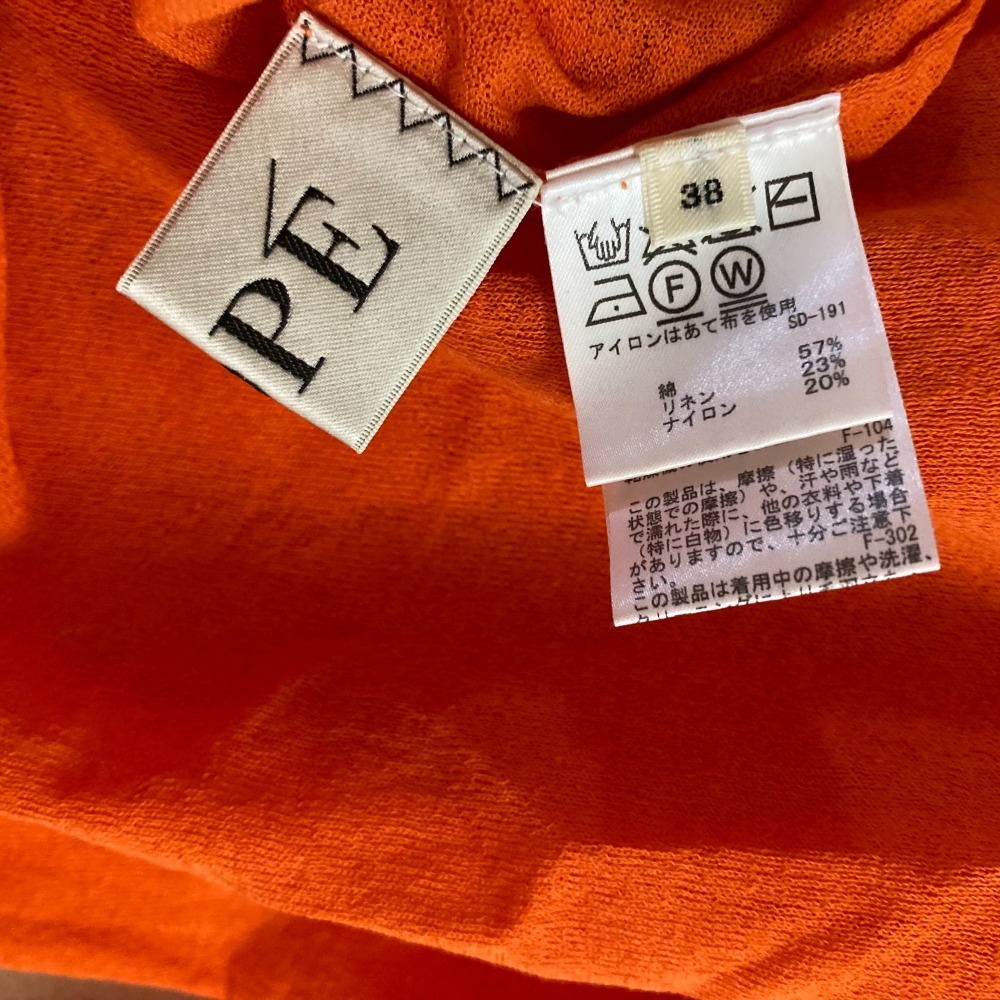 PÉ
38
F W
アイロンはあて布を使用
SD-191
綿 57%
リネン 23%
ナイロン 20%
F-104
この製品は、摩擦（特に湿った
状態での摩擦）や、汗や雨など
で濡れた際に、他の衣料や下着
（特に白物）に色移りする場合
がありますので、十分ご注意下
さい。
F-302
この製品は着用中の摩擦や洗濯、